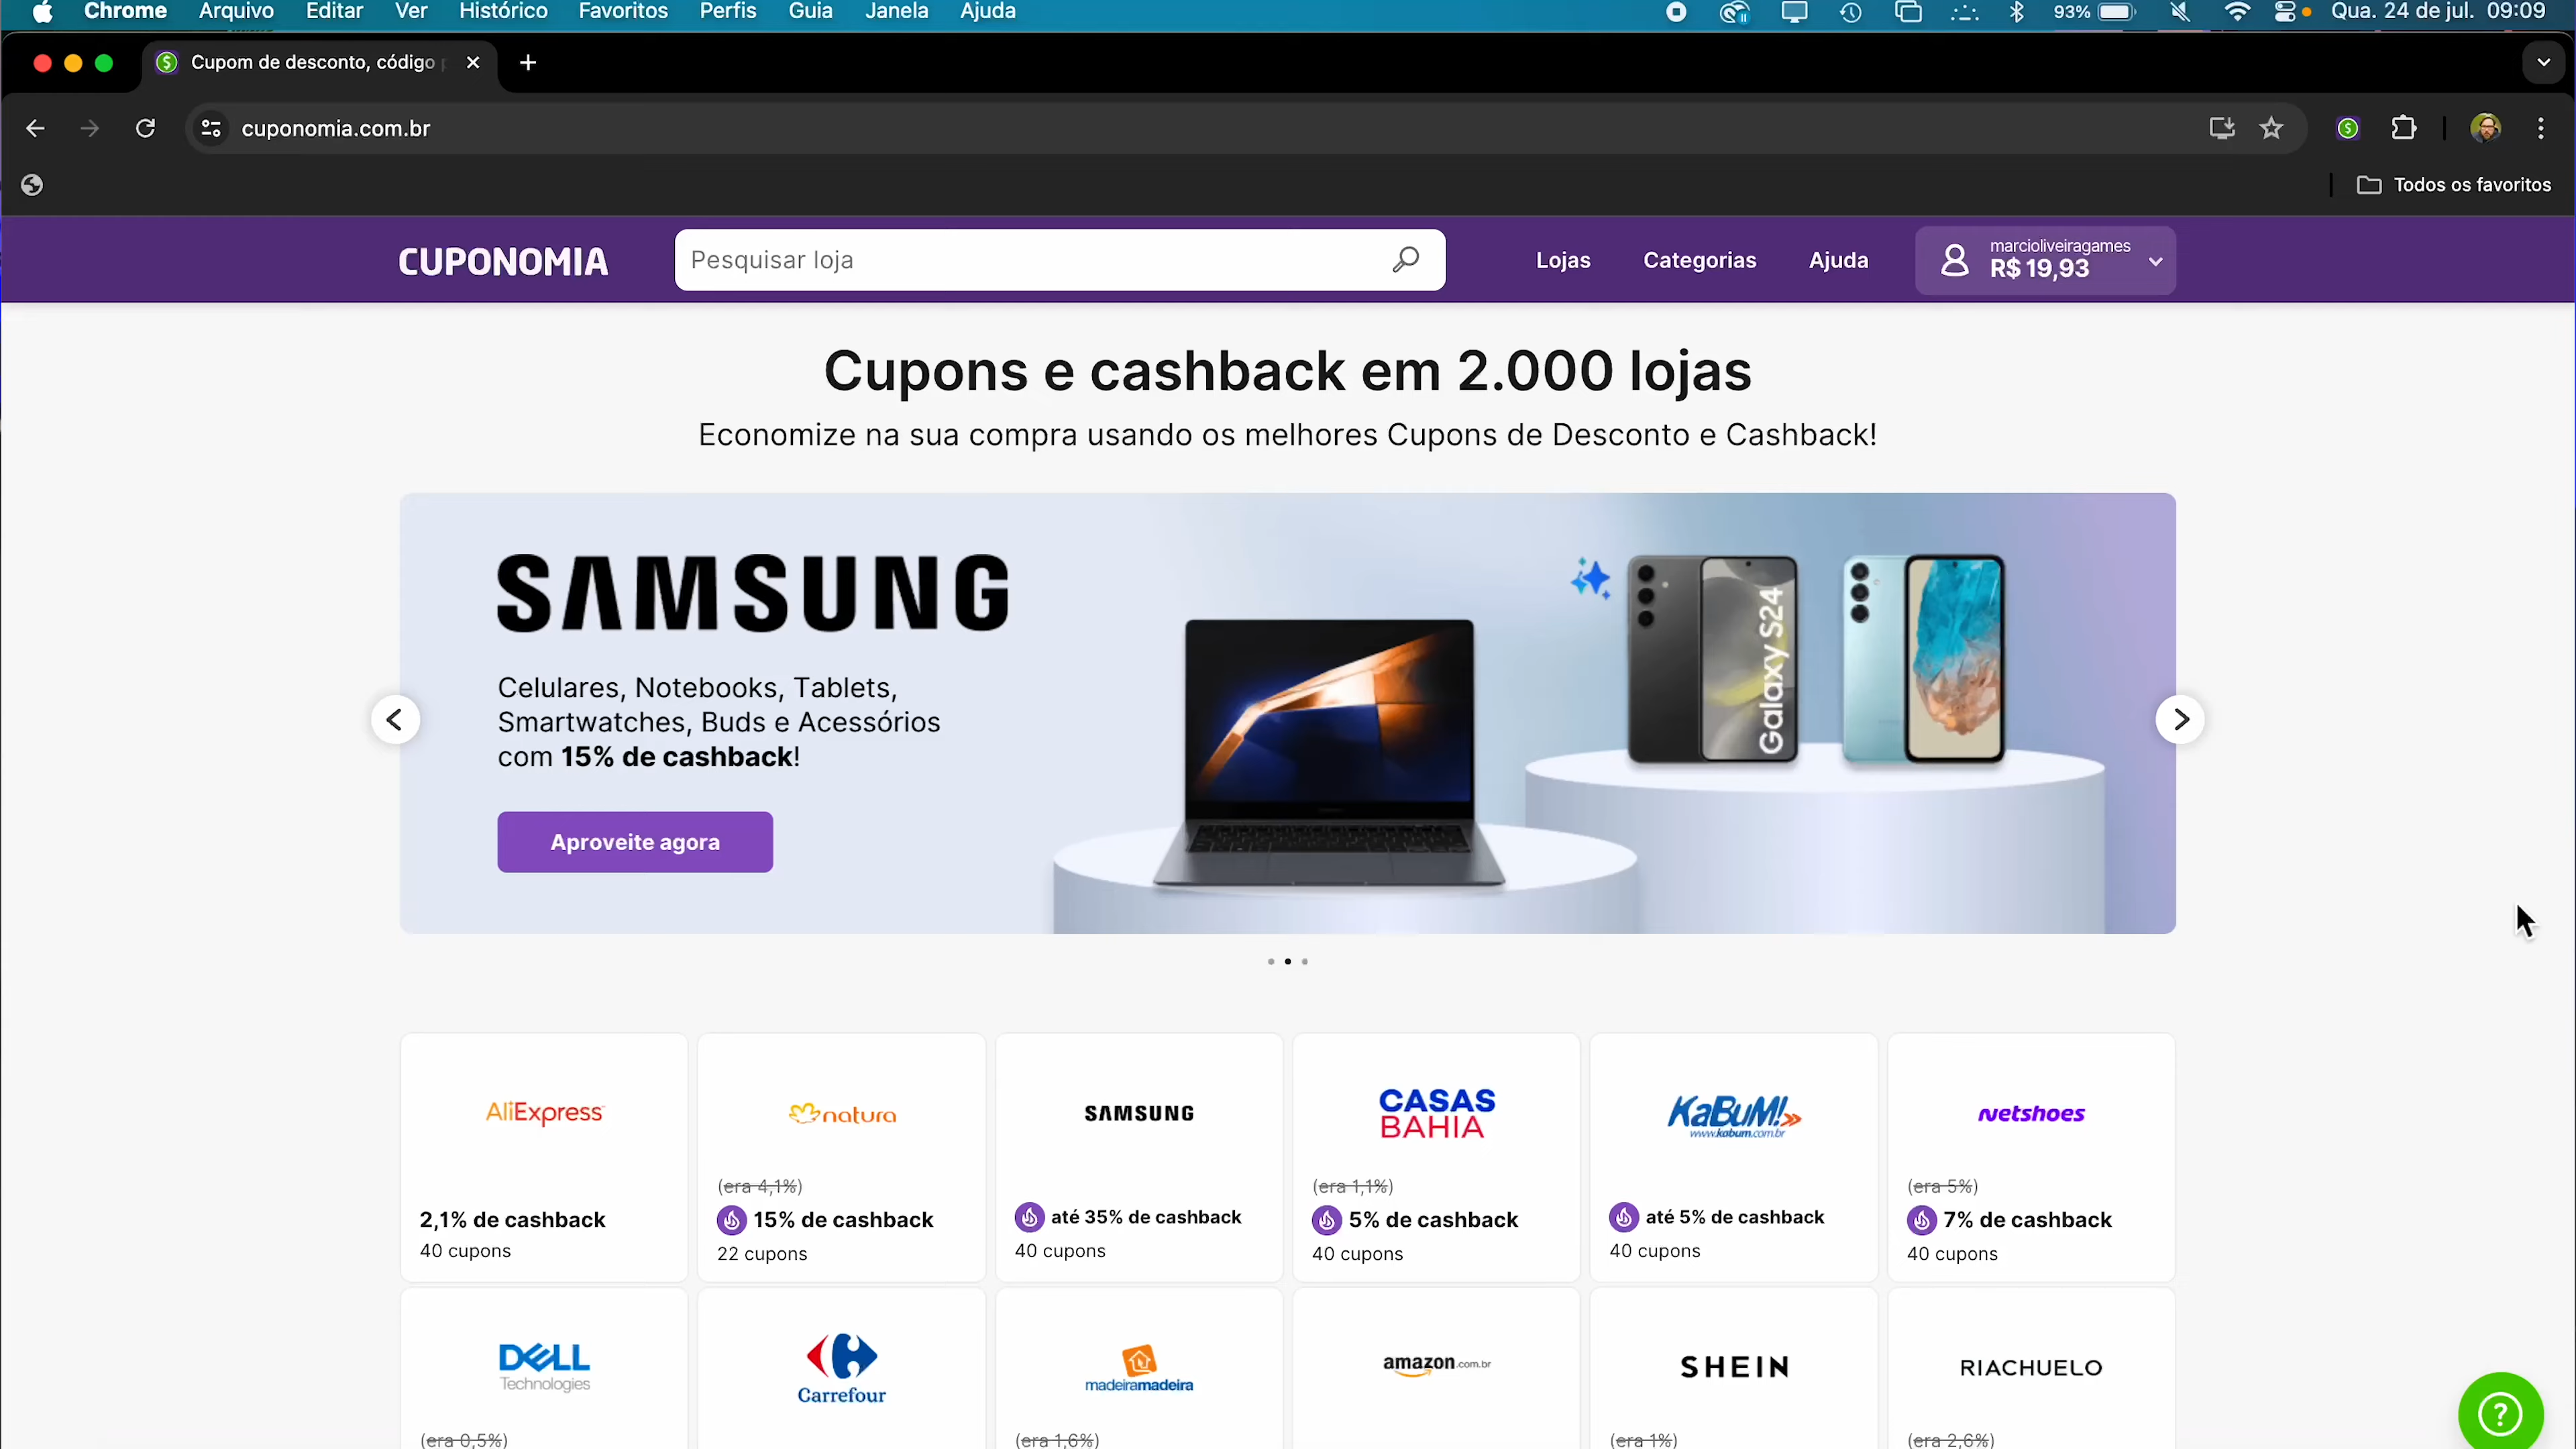 Chrome Arquivo Editar Ver Histórico Favoritos Perfis Guia Janela Ajuda 93% Qua. 24 de jul. 09:09
Cupom de desconto, código
cuponomia.com.br
Todos os favoritos
CUPONOMIA Pesquisar loja Lojas Categorias Ajuda
marcioliveiragames
R$ 19,93
Cupons e cashback em 2.000 lojas
Economize na sua compra usando os melhores Cupons de Desconto e Cashback!
SAMSUNG
Celulares, Notebooks, Tablets,
Smartwatches, Buds e Acessórios
com 15% de cashback!
Aproveite agora
Galaxy S24
AliExpress
2,1% de cashback
40 cupons
natura
(era 4,1%)
15% de cashback
22 cupons
SAMSUNG
até 35% de cashback
40 cupons
CASAS
BAHIA
(era 1,1%)
5% de cashback
40 cupons
KaBuM!
www.kabum.com.br
até 5% de cashback
40 cupons
netshoes
(era 5%)
7% de cashback
40 cupons
DELL
Technologies
(era 0,5%)
Carrefour
madeiramadeira
(era 1,6%)
amazon.com.br
SHEIN
(era 1%)
RIACHUELO
(era 2,6%)